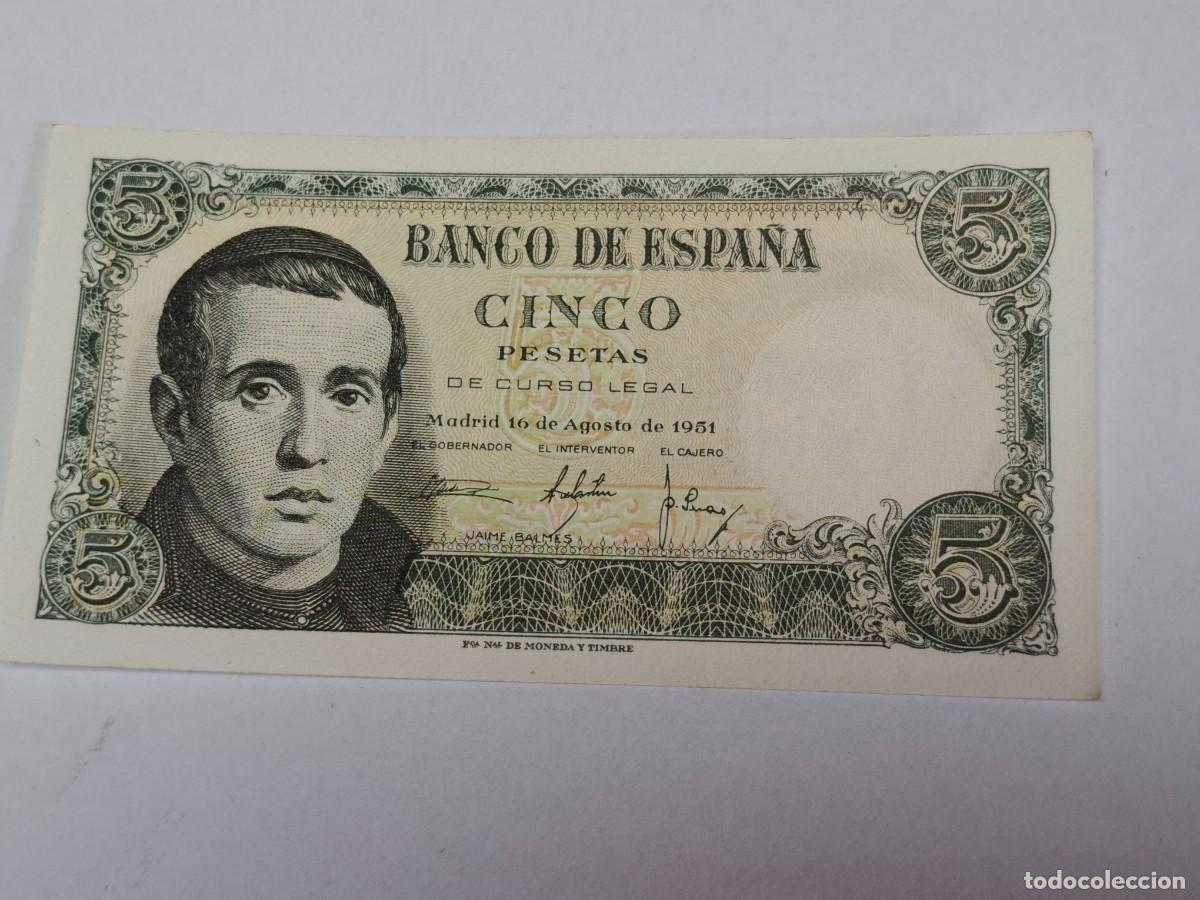 5 5
BANCO DE ESPAÑA
CINCO
PESETAS
DE CURSO LEGAL
Madrid 16 de Agosto de 1951
EL GOBERNADOR EL INTERVENTOR EL CAJERO
JAIME BALMES
5 5
Fca Nal DE MONEDA Y TIMBRE
todocoleccion